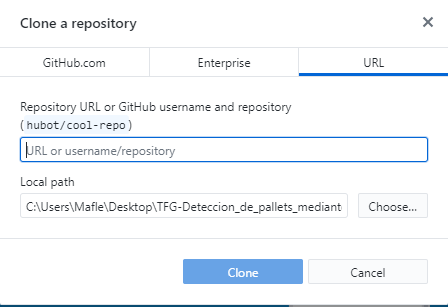 Clone a repository
GitHub.com
Enterprise
URL
Repository URL or GitHub username and repository
(hubot/cool-repo)
URL or username/repository
Local path
C:\Users\Mafle\Desktop\TFG-Deteccion_de_pallets_mediant
Choose...
Clone
Cancel